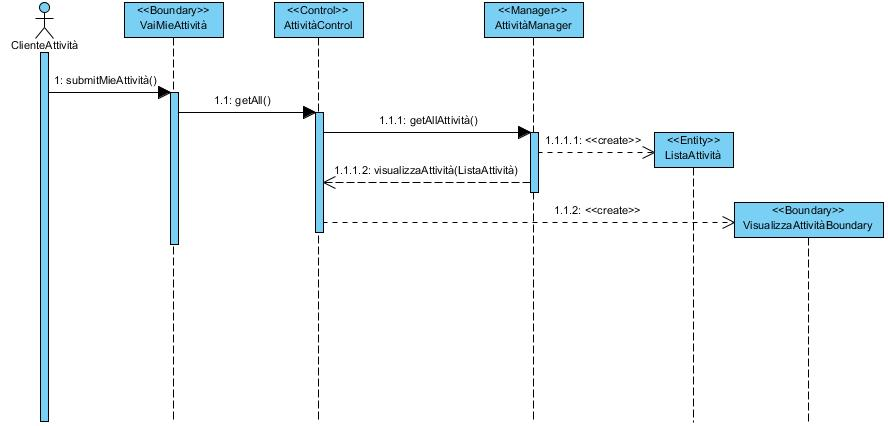 <<Boundary>>
VaiMieAttività
<<Control>>
AttivitàControl
<<Manager>>
AttivitàManager
ClienteAttività
1: submitMieAttività()
1.1: getAll()
1.1.1: getAllAttività()
1.1.1.1: <<create>>
<<Entity>>
ListaAttività
1.1.1.2: visualizzaAttività(ListaAttività)
1.1.2: <<create>>
<<Boundary>>
VisualizzaAttivitàBoundary